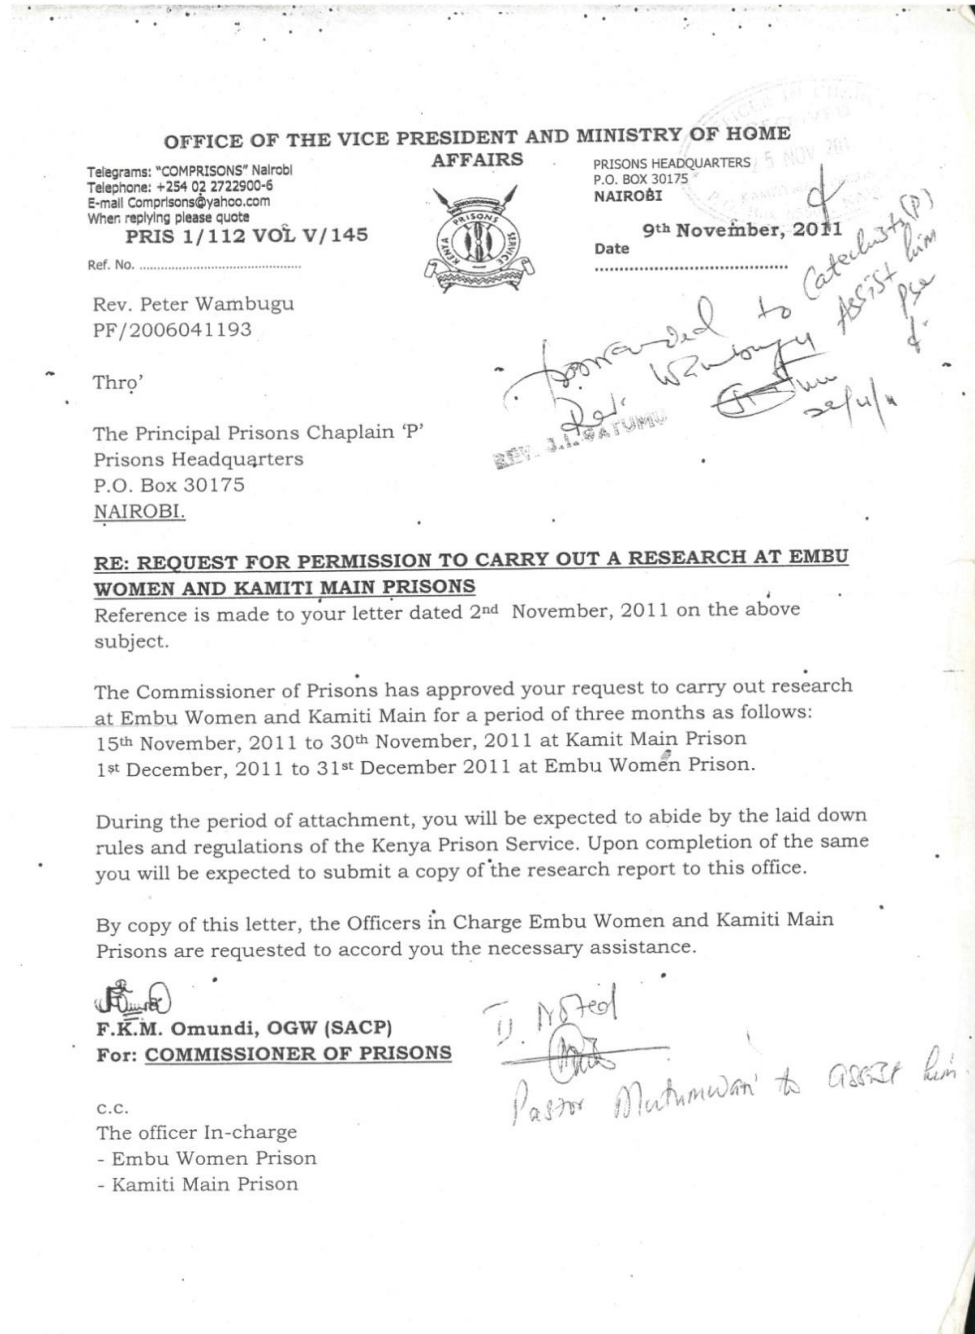 OFFICE OF THE VICE PRESIDENT AND MINISTRY OF HOME
AFFAIRS
Telegrams: "COMPRISONS" Nairobi
Telephone: +254 02 2722900-6
E-mail Comprisons@yahoo.com
When replying please quote
PRIS 1/112 VOL V/145
Ref. No. ..........................................
PRISONS
KENYA SERVICE
PRISONS HEADQUARTERS
P.O. BOX 30175
NAIROBI
9th November, 2011
Date
..........................................
5 NOV 201
Rev. Peter Wambugu
PF/2006041193
Thro'
Forwarded to Catechists (P)
Rev. Wambugu Assist him
pse
REV. J.I. GATUMU
The Principal Prisons Chaplain 'P'
Prisons Headquarters
P.O. Box 30175
NAIROBI.
RE: REQUEST FOR PERMISSION TO CARRY OUT A RESEARCH AT EMBU
WOMEN AND KAMITI MAIN PRISONS
Reference is made to your letter dated 2nd November, 2011 on the above
subject.
The Commissioner of Prisons has approved your request to carry out research
at Embu Women and Kamiti Main for a period of three months as follows:
15th November, 2011 to 30th November, 2011 at Kamit Main Prison
1st December, 2011 to 31st December 2011 at Embu Women Prison.
During the period of attachment, you will be expected to abide by the laid down
rules and regulations of the Kenya Prison Service. Upon completion of the same
you will be expected to submit a copy of the research report to this office.
By copy of this letter, the Officers in Charge Embu Women and Kamiti Main
Prisons are requested to accord you the necessary assistance.
F.K.M. Omundi, OGW (SACP)
For: COMMISSIONER OF PRISONS
Noted
Pastor to assist him
c.c.
The officer In-charge
- Embu Women Prison
- Kamiti Main Prison